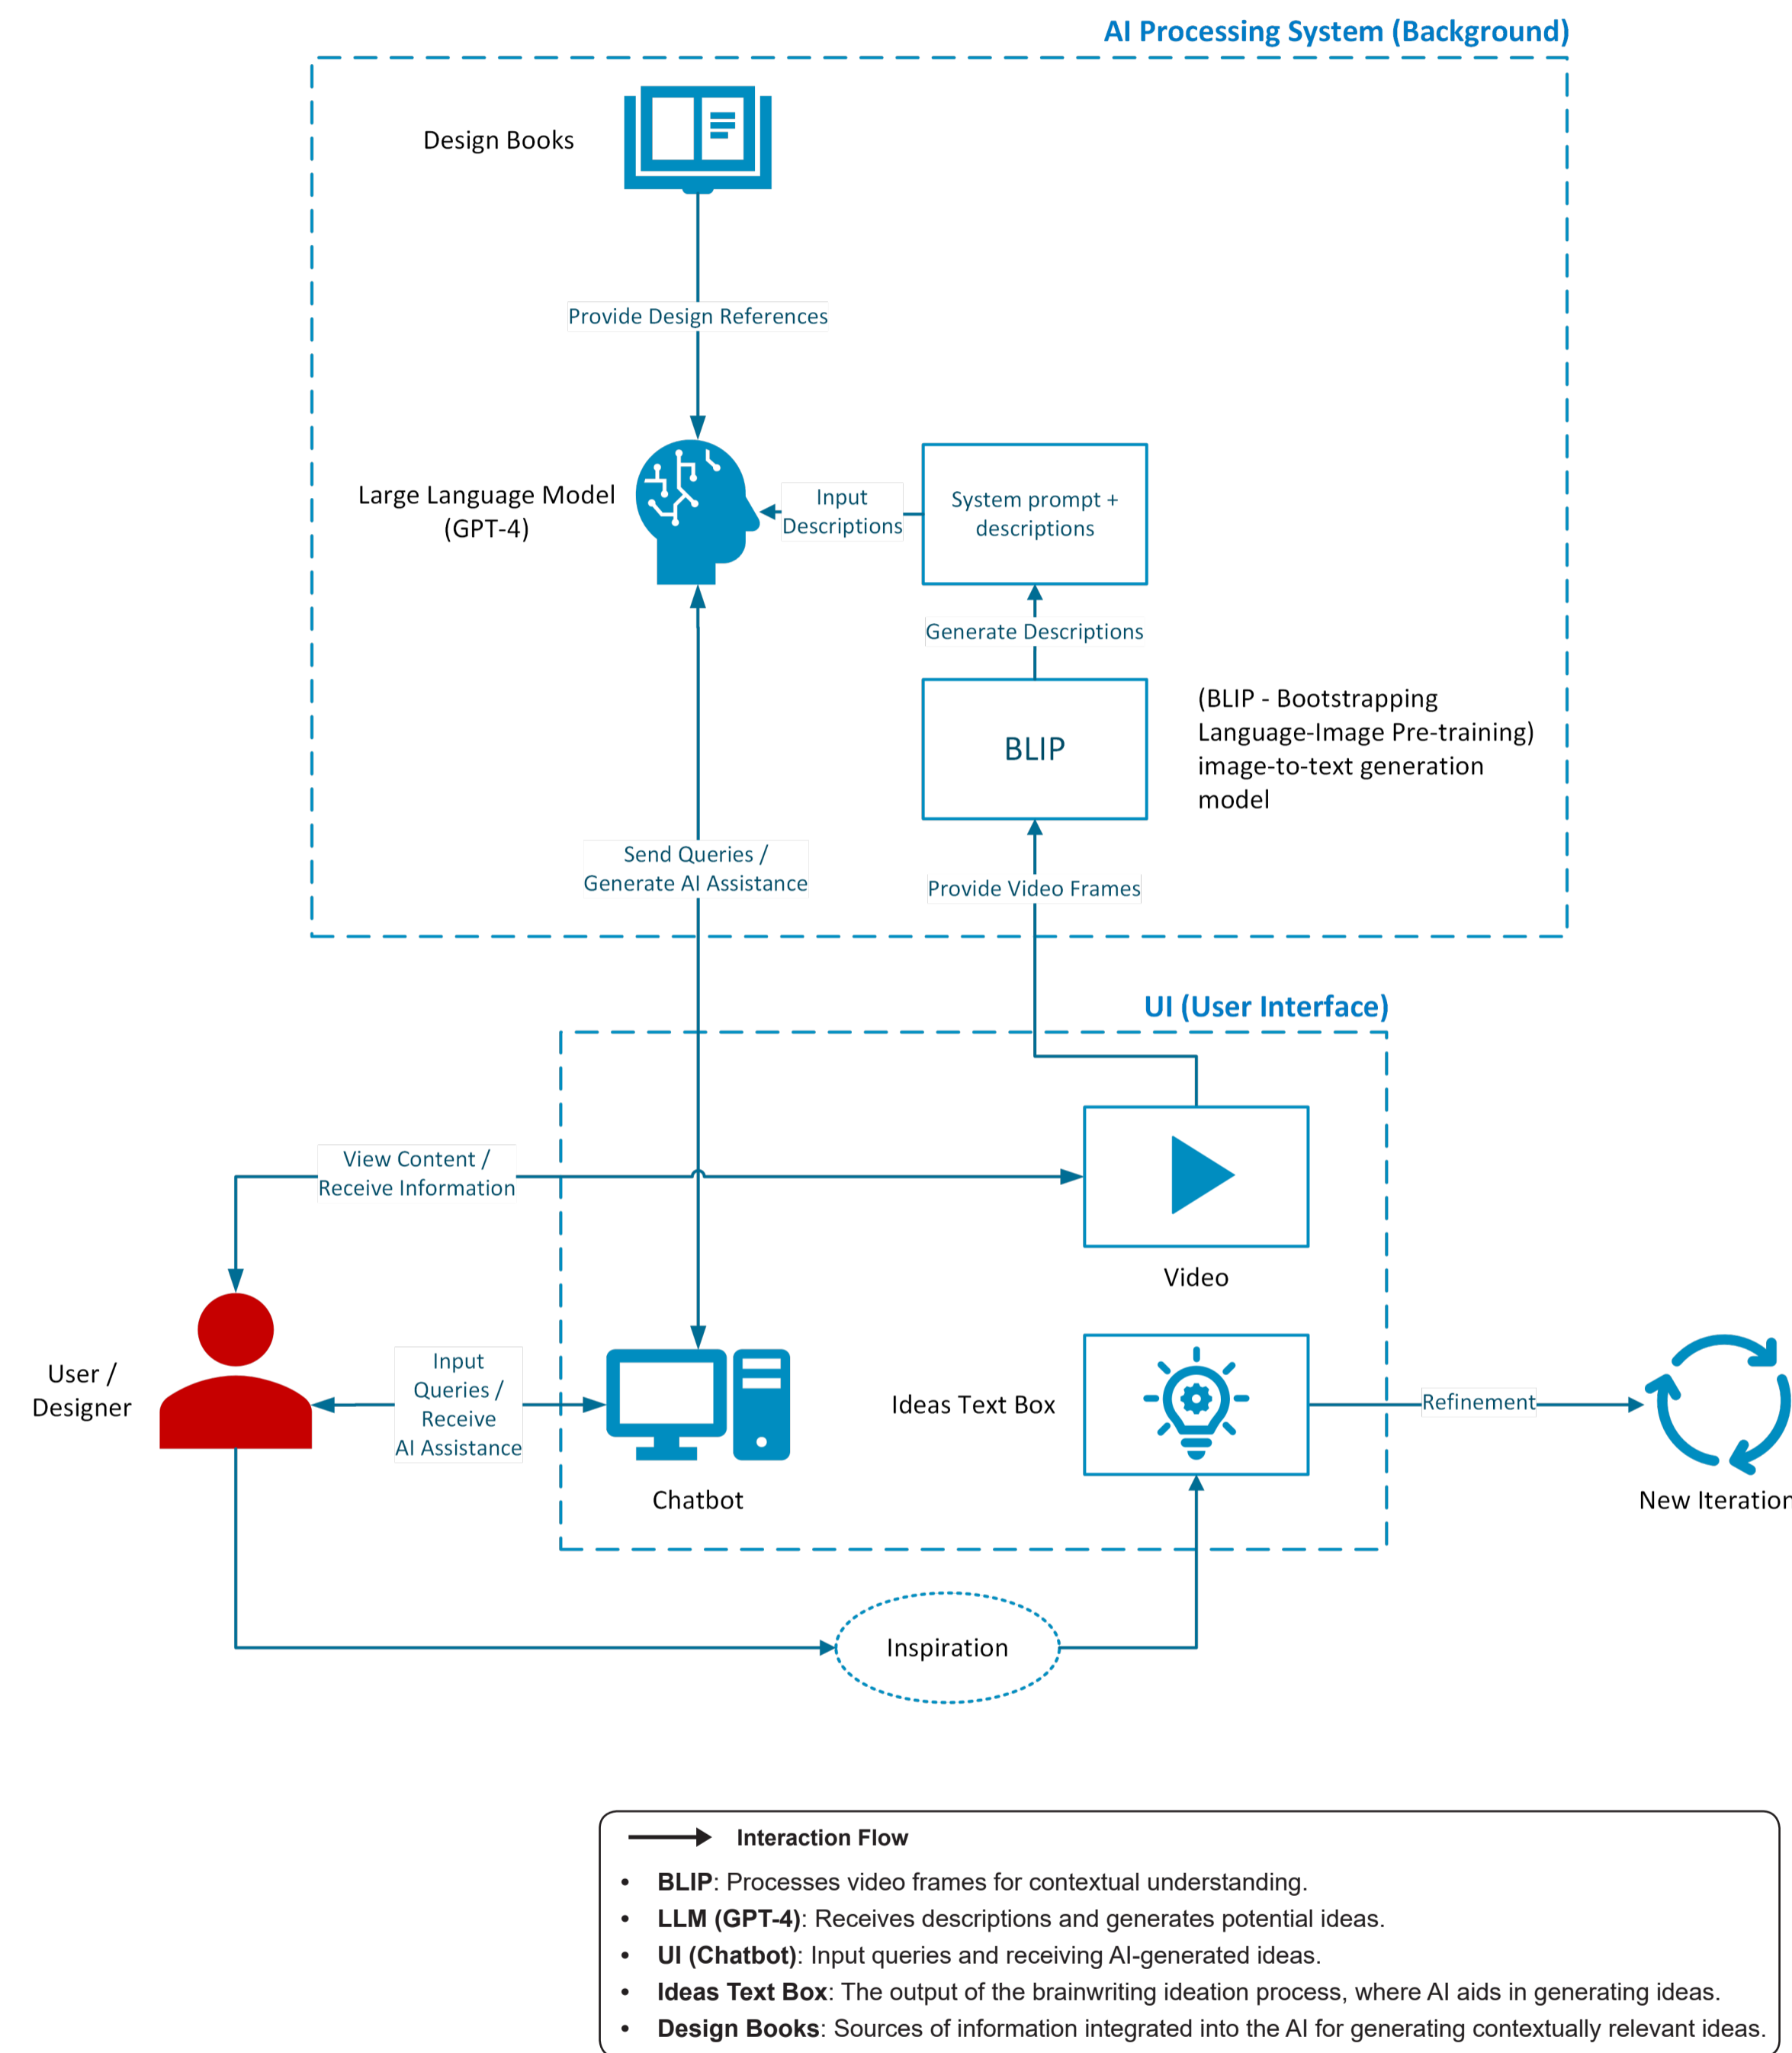 AI Processing System (Background)
Design Books
Provide Design References
Large Language Model
(GPT-4)
Input
Descriptions
System prompt +
descriptions
Generate Descriptions
BLIP
(BLIP - Bootstrapping
Language-Image Pre-training)
image-to-text generation
model
Send Queries /
Generate AI Assistance
Provide Video Frames
UI (User Interface)
View Content /
Receive Information
Video
User /
Designer
Input
Queries /
Receive
AI Assistance
Chatbot
Ideas Text Box
Refinement
New Iteration
Inspiration
Interaction Flow
• BLIP: Processes video frames for contextual understanding.
• LLM (GPT-4): Receives descriptions and generates potential ideas.
• UI (Chatbot): Input queries and receiving AI-generated ideas.
• Ideas Text Box: The output of the brainwriting ideation process, where AI aids in generating ideas.
• Design Books: Sources of information integrated into the AI for generating contextually relevant ideas.